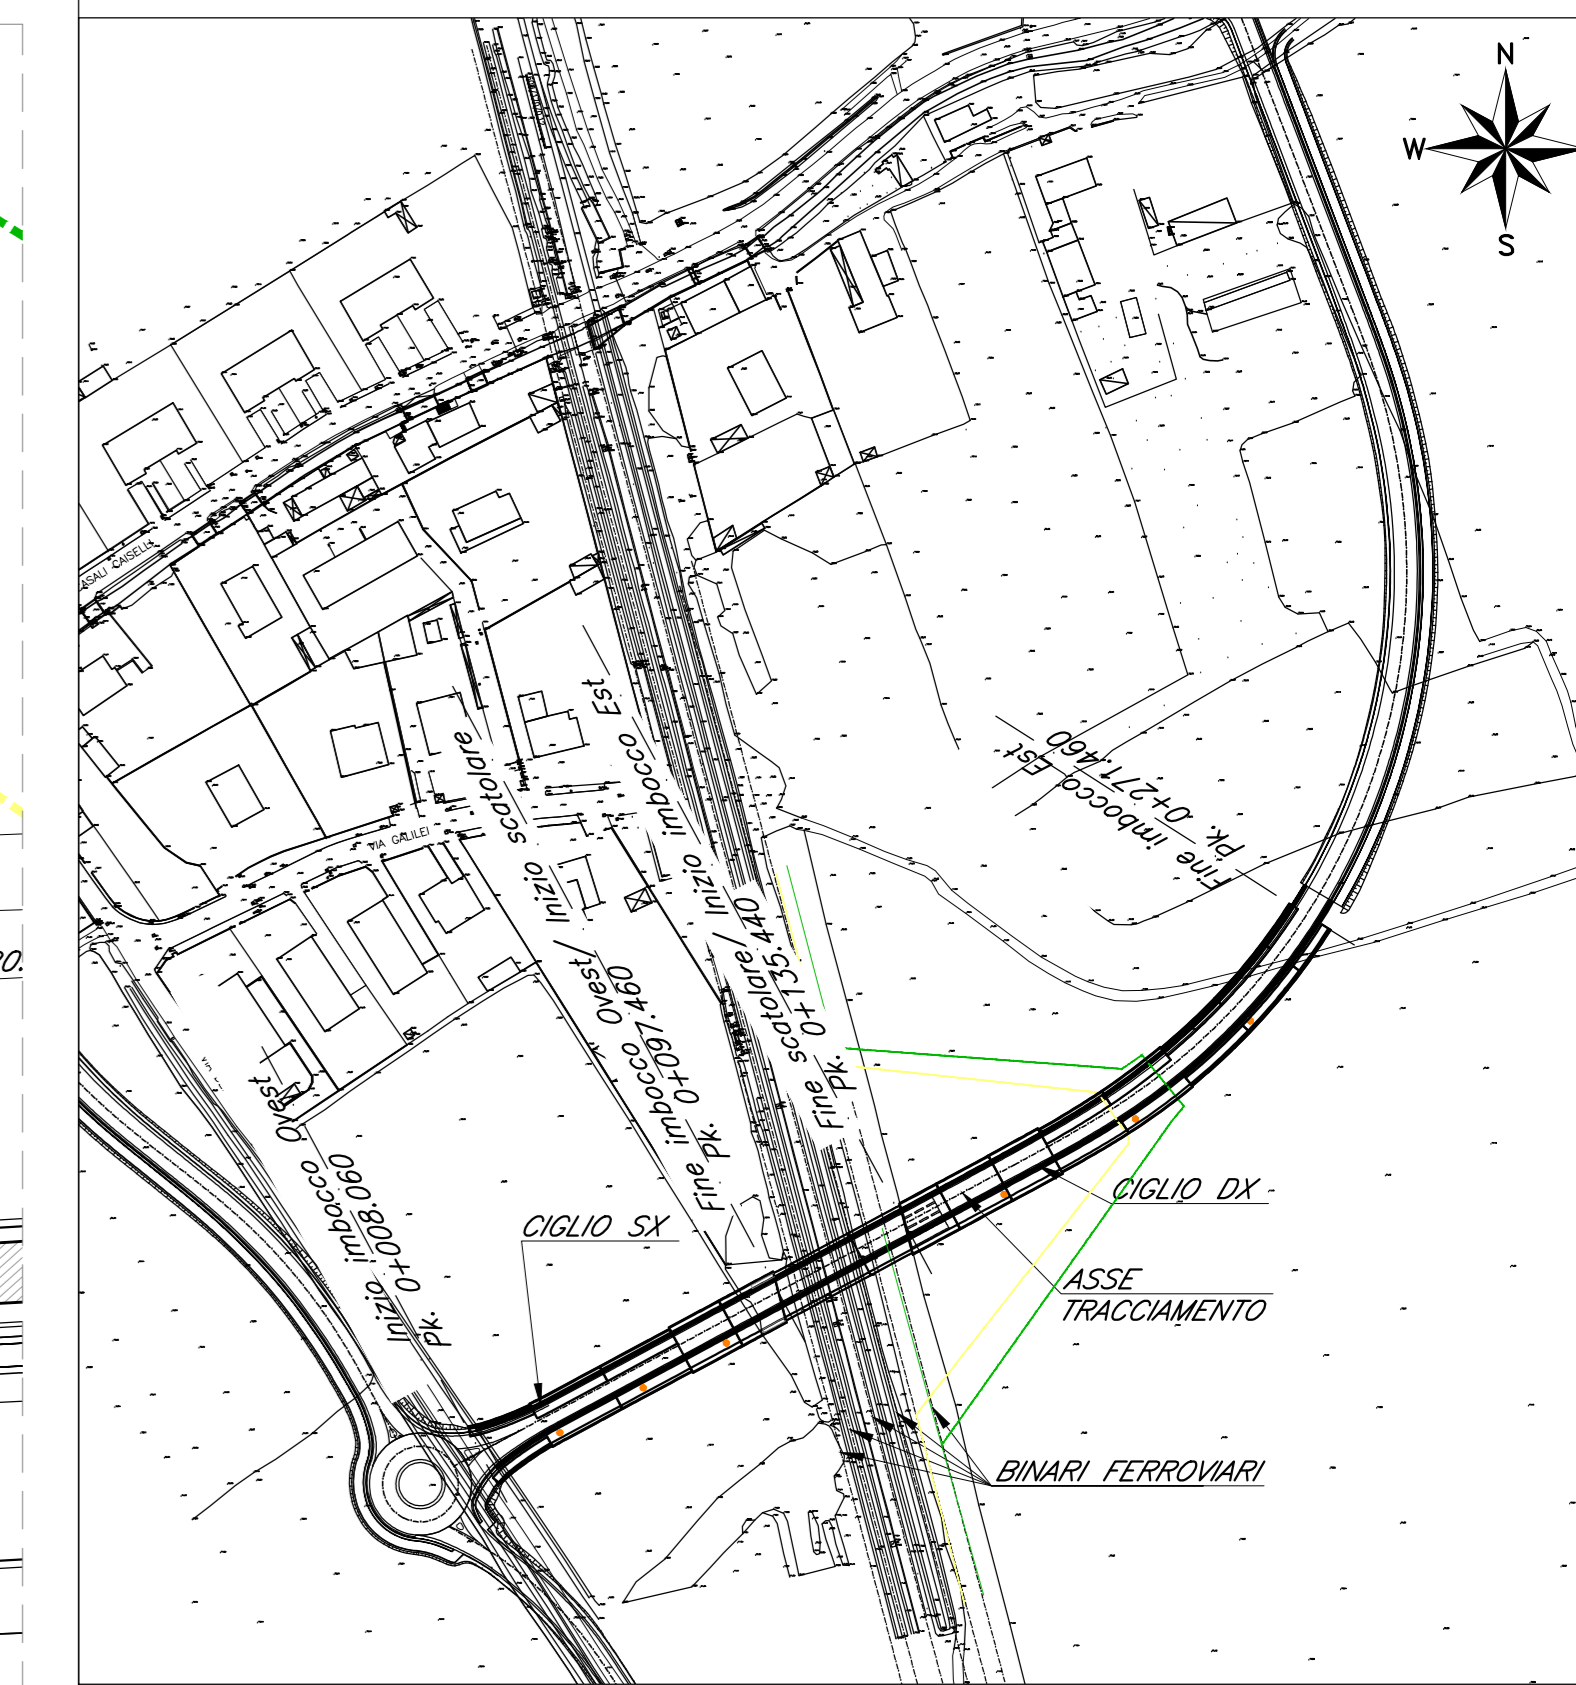 N
W
S
CASALI CAISELLI
VIA GALILEI
Inizio imbocco Ovest
Pk. 0+008.060
Fine imbocco Ovest/ Inizio scatolare
Pk. 0+097.460
Fine scatolare/ Inizio imbocco Est
Pk. 0+135.440
Fine imbocco Est
Pk. 0+271.460
CIGLIO SX
CIGLIO DX
ASSE
TRACCIAMENTO
BINARI FERROVIARI